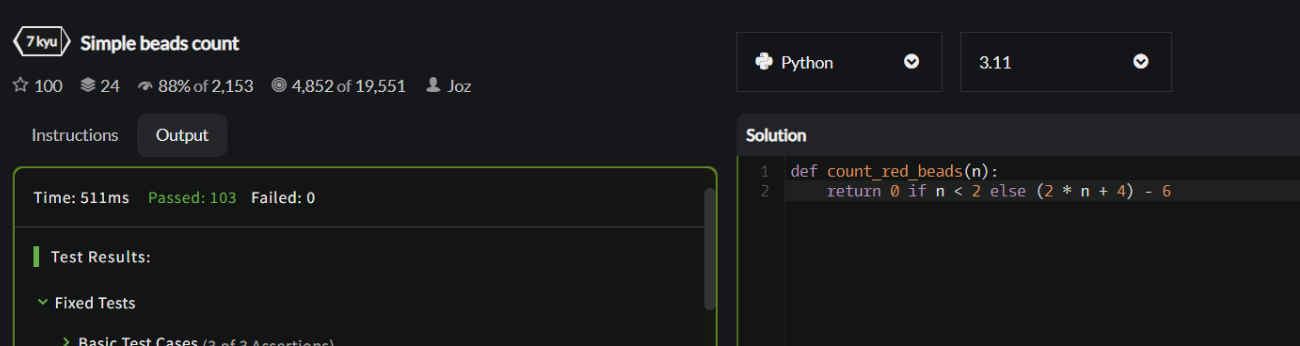 7 kyu Simple beads count
100 24 88% of 2,153 4,852 of 19,551 Joz
Python 3.11
Instructions Output
Time: 511ms Passed: 103 Failed: 0
Test Results:
Fixed Tests
Basic Test Cases (3 of 3 Assertions)
Solution
1 def count_red_beads(n):
2     return 0 if n < 2 else (2 * n + 4) - 6